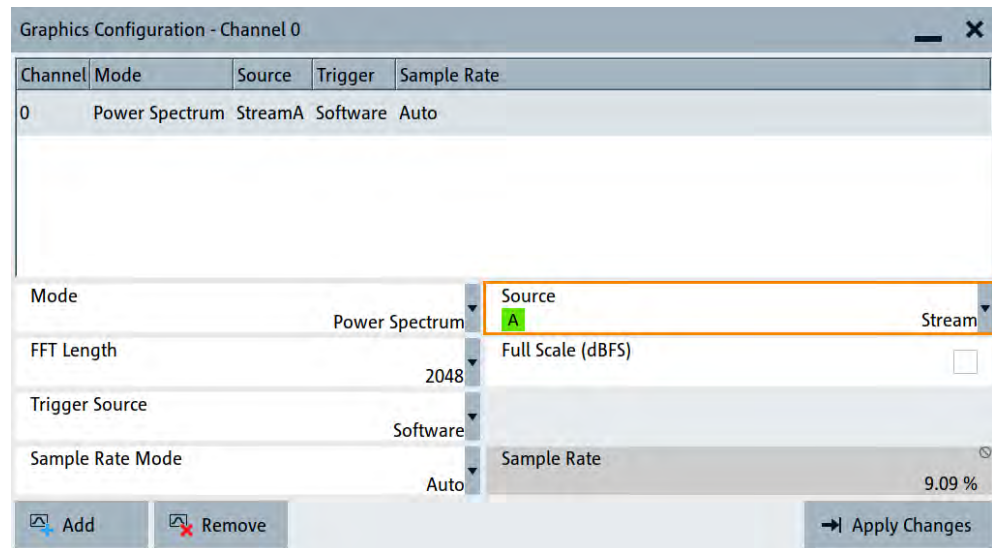 Graphics Configuration - Channel 0
Channel Mode Source Trigger Sample Rate
0 Power Spectrum StreamA Software Auto
Mode
Power Spectrum
Source
A Stream
FFT Length
2048
Full Scale (dBFS)
Trigger Source
Software
Sample Rate Mode
Auto
Sample Rate
9.09 %
Add Remove Apply Changes